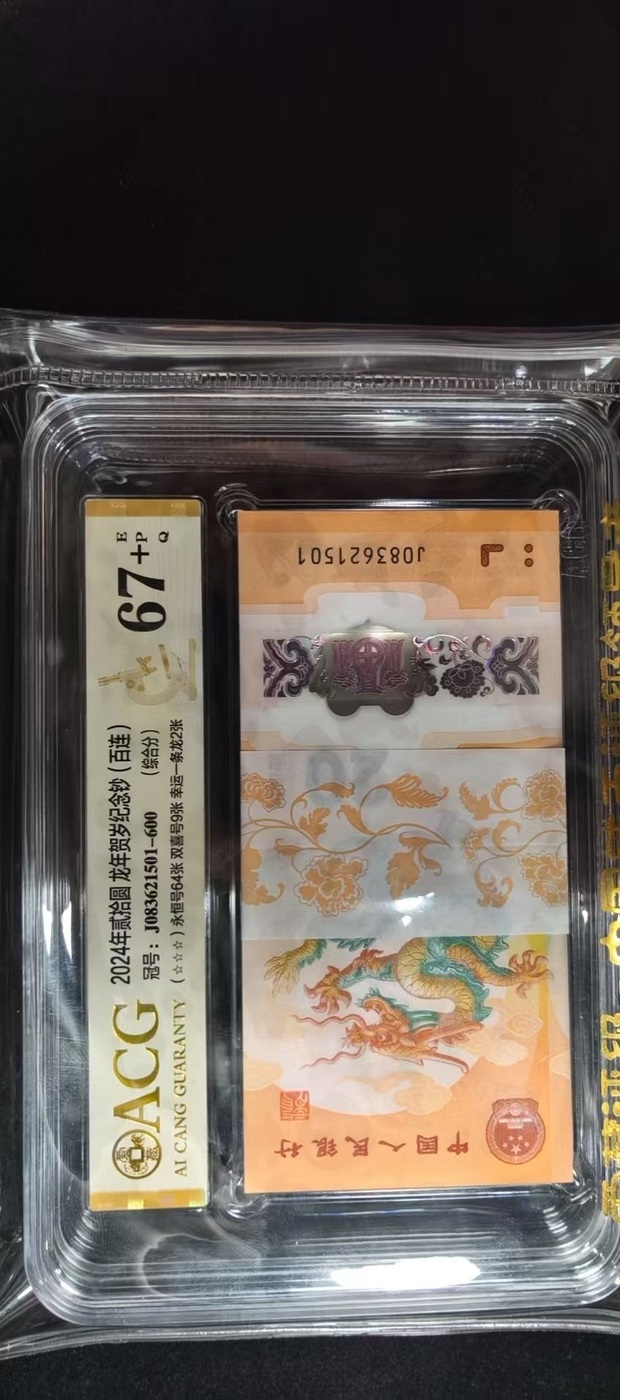 ACG
AI CANG GUARANTY
2024年贰拾圆 龙年贺岁纪念钞（百连）
冠号：J083621501-600 （综合分）
(☆☆☆) 永恒号64张 双喜号9张 幸运一条龙2张
67+
E
P
Q
J083621501
中国人民银行